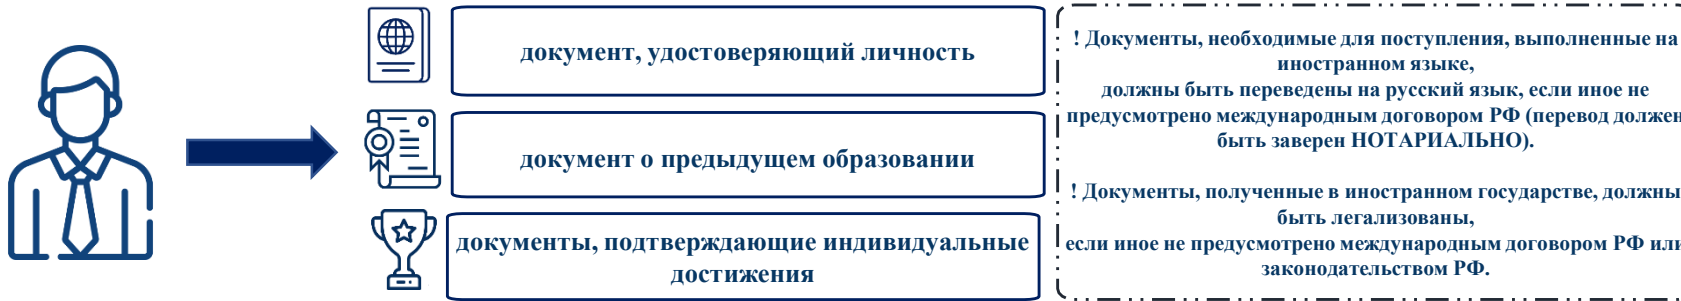 документ, удостоверяющий личность
документ о предыдущем образовании
документы, подтверждающие индивидуальные
достижения
! Документы, необходимые для поступления, выполненные на
иностранном языке,
должны быть переведены на русский язык, если иное не
предусмотрено международным договором РФ (перевод должен
быть заверен НОТАРИАЛЬНО).
! Документы, полученные в иностранном государстве, должны
быть легализованы,
если иное не предусмотрено международным договором РФ или
законодательством РФ.